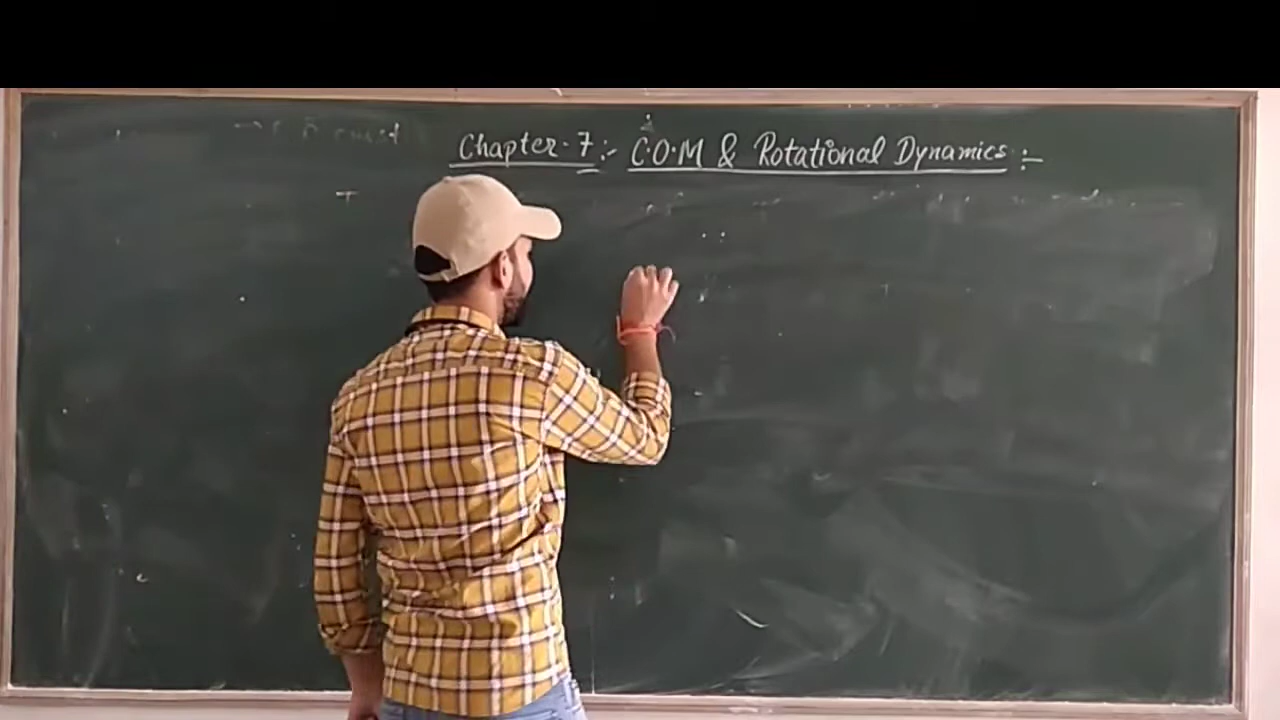 Chapter-7:- C.O.M & Rotational Dynamics :-